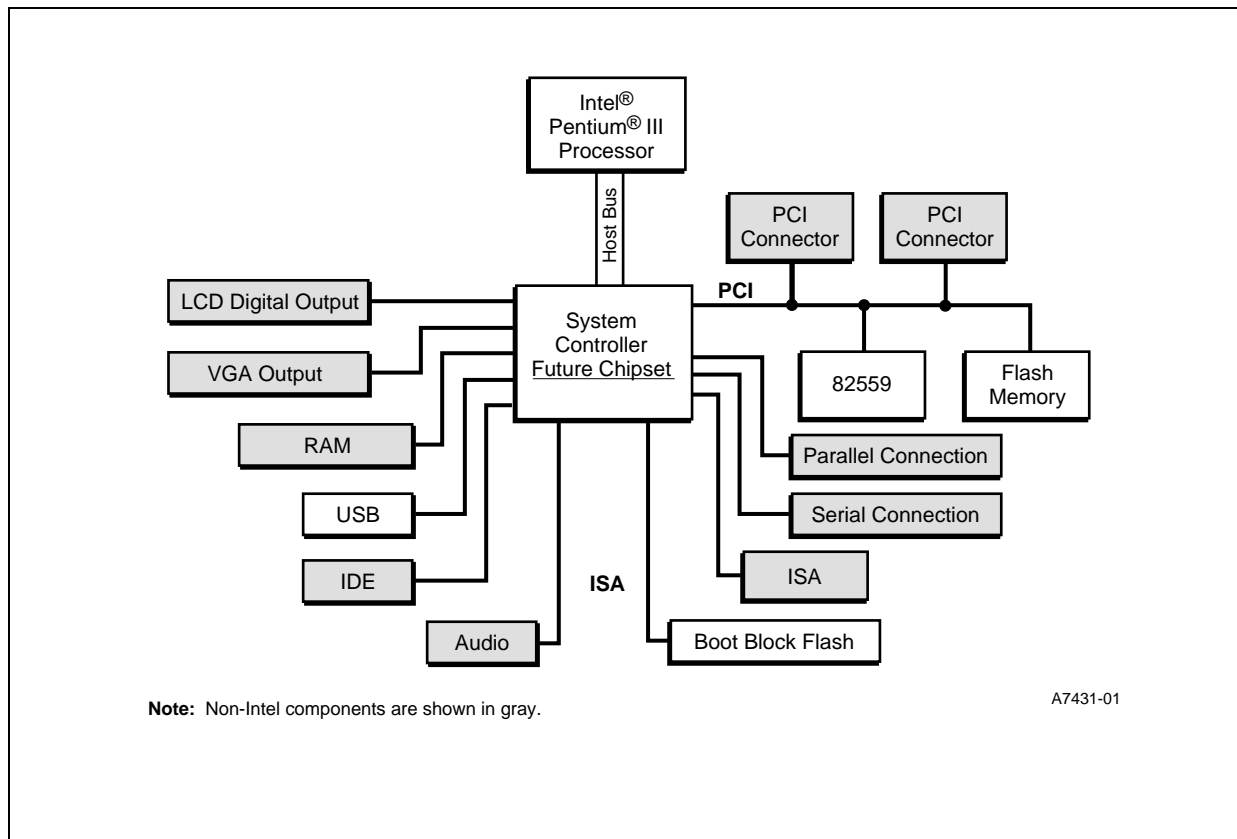 Intel®
Pentium® III
Processor
Host Bus
PCI
Connector
PCI
Connector
LCD Digital Output
PCI
System
Controller
Future Chipset
VGA Output
82559
Flash
Memory
RAM
Parallel Connection
USB
Serial Connection
IDE
ISA
ISA
Audio
Boot Block Flash
Note: Non-Intel components are shown in gray.
A7431-01